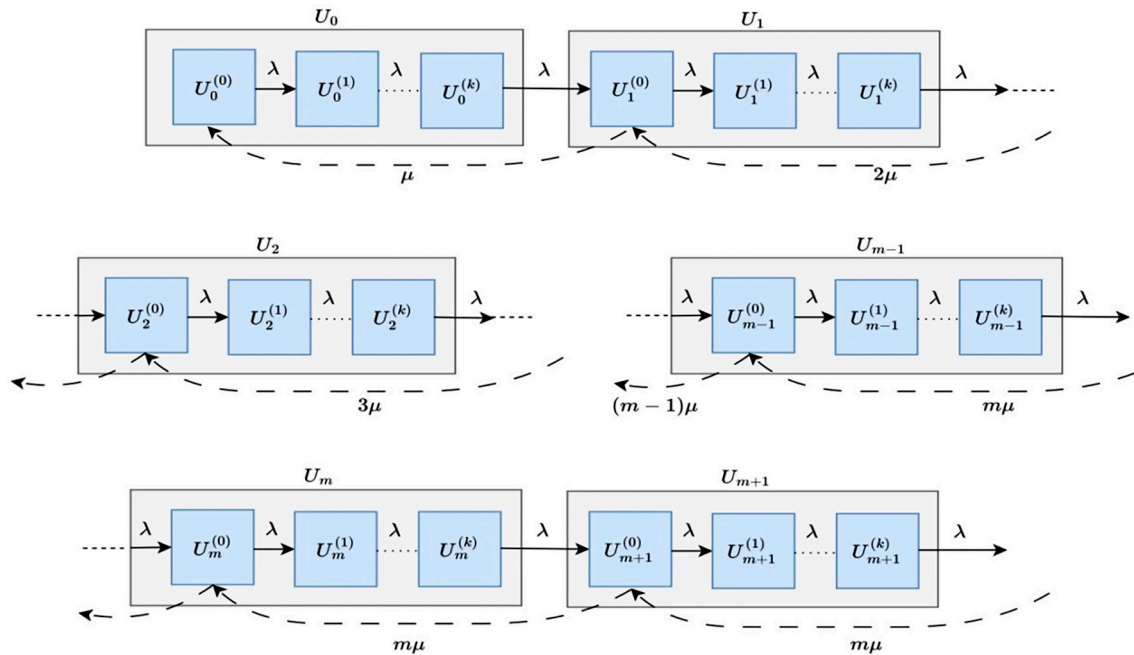 U_0 U_1
λ λ λ λ λ λ
U_0^{(0)} U_0^{(1)} U_0^{(k)} U_1^{(0)} U_1^{(1)} U_1^{(k)}
μ 2μ
U_2 U_{m-1}
λ λ λ λ λ λ λ
U_2^{(0)} U_2^{(1)} U_2^{(k)} U_{m-1}^{(0)} U_{m-1}^{(1)} U_{m-1}^{(k)}
3μ (m − 1)μ mμ
U_m U_{m+1}
λ λ λ λ λ λ λ
U_m^{(0)} U_m^{(1)} U_m^{(k)} U_{m+1}^{(0)} U_{m+1}^{(1)} U_{m+1}^{(k)}
mμ mμ